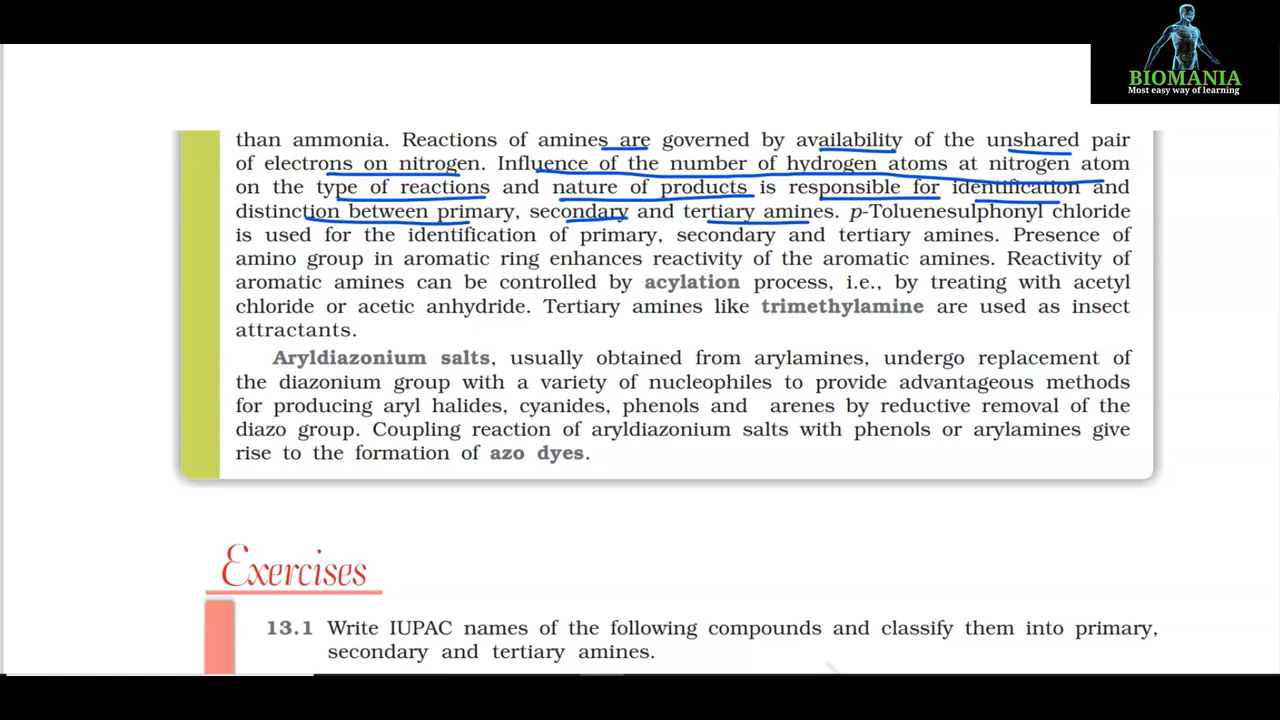 BIOMANIA
Most easy way of learning
than ammonia. Reactions of amines are governed by availability of the unshared pair
of electrons on nitrogen. Influence of the number of hydrogen atoms at nitrogen atom
on the type of reactions and nature of products is responsible for identification and
distinction between primary, secondary and tertiary amines. p-Toluenesulphonyl chloride
is used for the identification of primary, secondary and tertiary amines. Presence of
amino group in aromatic ring enhances reactivity of the aromatic amines. Reactivity of
aromatic amines can be controlled by acylation process, i.e., by treating with acetyl
chloride or acetic anhydride. Tertiary amines like trimethylamine are used as insect
attractants.
Aryldiazonium salts, usually obtained from arylamines, undergo replacement of
the diazonium group with a variety of nucleophiles to provide advantageous methods
for producing aryl halides, cyanides, phenols and arenes by reductive removal of the
diazo group. Coupling reaction of aryldiazonium salts with phenols or arylamines give
rise to the formation of azo dyes.
Exercises
13.1 Write IUPAC names of the following compounds and classify them into primary,
secondary and tertiary amines.